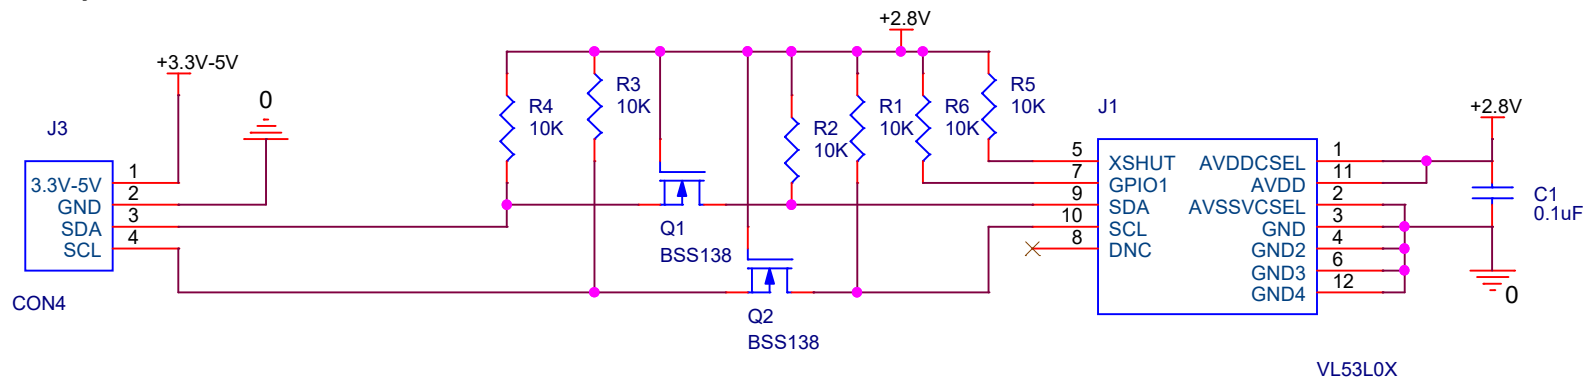 +2.8V
+3.3V-5V
0
J3
1
3.3V-5V
2
GND
3
SDA
4
SCL
CON4
R4
10K
R3
10K
R2
10K
R1
10K
R6
10K
R5
10K
Q1
BSS138
Q2
BSS138
J1
5
XSHUT
7
GPIO1
9
SDA
10
SCL
8
DNC
1
AVDDCSEL
11
AVDD
2
AVSSVCSEL
3
GND
4
GND2
6
GND3
12
GND4
VL53L0X
+2.8V
C1
0.1uF
0